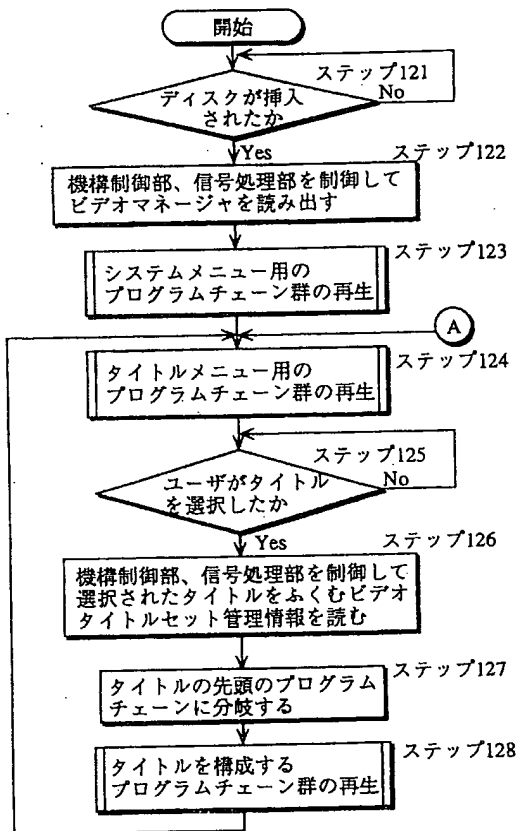 開始
ステップ121
No
ディスクが挿入
されたか
Yes
ステップ122
機構制御部、信号処理部を制御して
ビデオマネージャを読み出す
ステップ123
システムメニュー用の
プログラムチェーン群の再生
A
ステップ124
タイトルメニュー用の
プログラムチェーン群の再生
ステップ125
No
ユーザがタイトル
を選択したか
Yes
ステップ126
機構制御部、信号処理部を制御して
選択されたタイトルをふくむビデオ
タイトルセット管理情報を読む
ステップ127
タイトルの先頭のプログラム
チェーンに分岐する
ステップ128
タイトルを構成する
プログラムチェーン群の再生